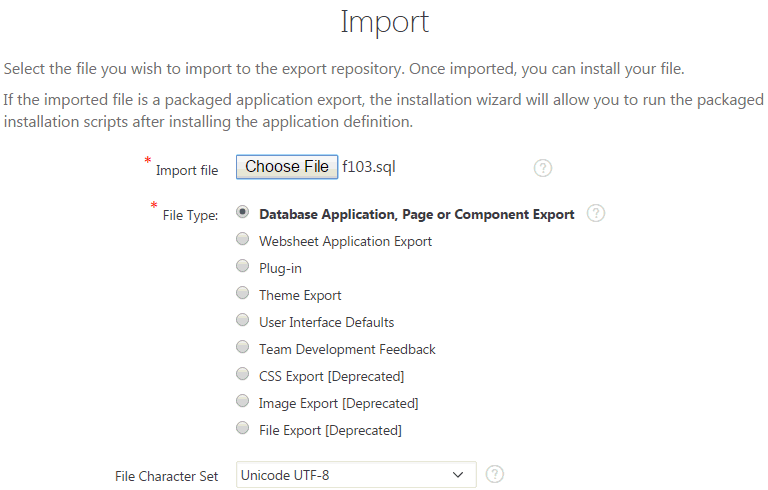 Import
Select the file you wish to import to the export repository. Once imported, you can install your file.
If the imported file is a packaged application export, the installation wizard will allow you to run the packaged
installation scripts after installing the application definition.
* Import file Choose File f103.sql ?
* File Type: Database Application, Page or Component Export ?
Websheet Application Export
Plug-in
Theme Export
User Interface Defaults
Team Development Feedback
CSS Export [Deprecated]
Image Export [Deprecated]
File Export [Deprecated]
File Character Set Unicode UTF-8 ?